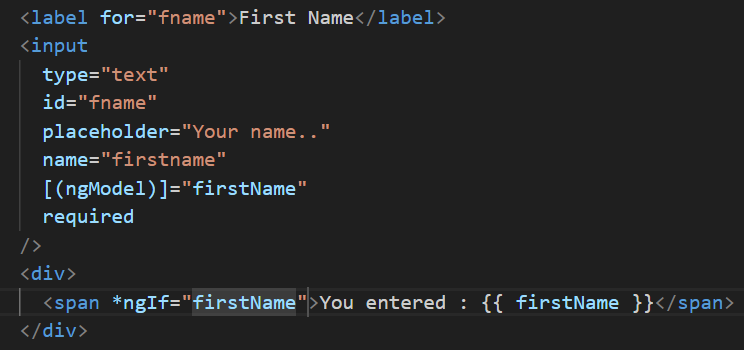 <label for="fname">First Name</label>
<input
type="text"
id="fname"
placeholder="Your name.."
name="firstname"
[(ngModel)]="firstName"
required
/>
<div>
<span *ngIf="firstName">You entered : {{ firstName }}</span>
</div>